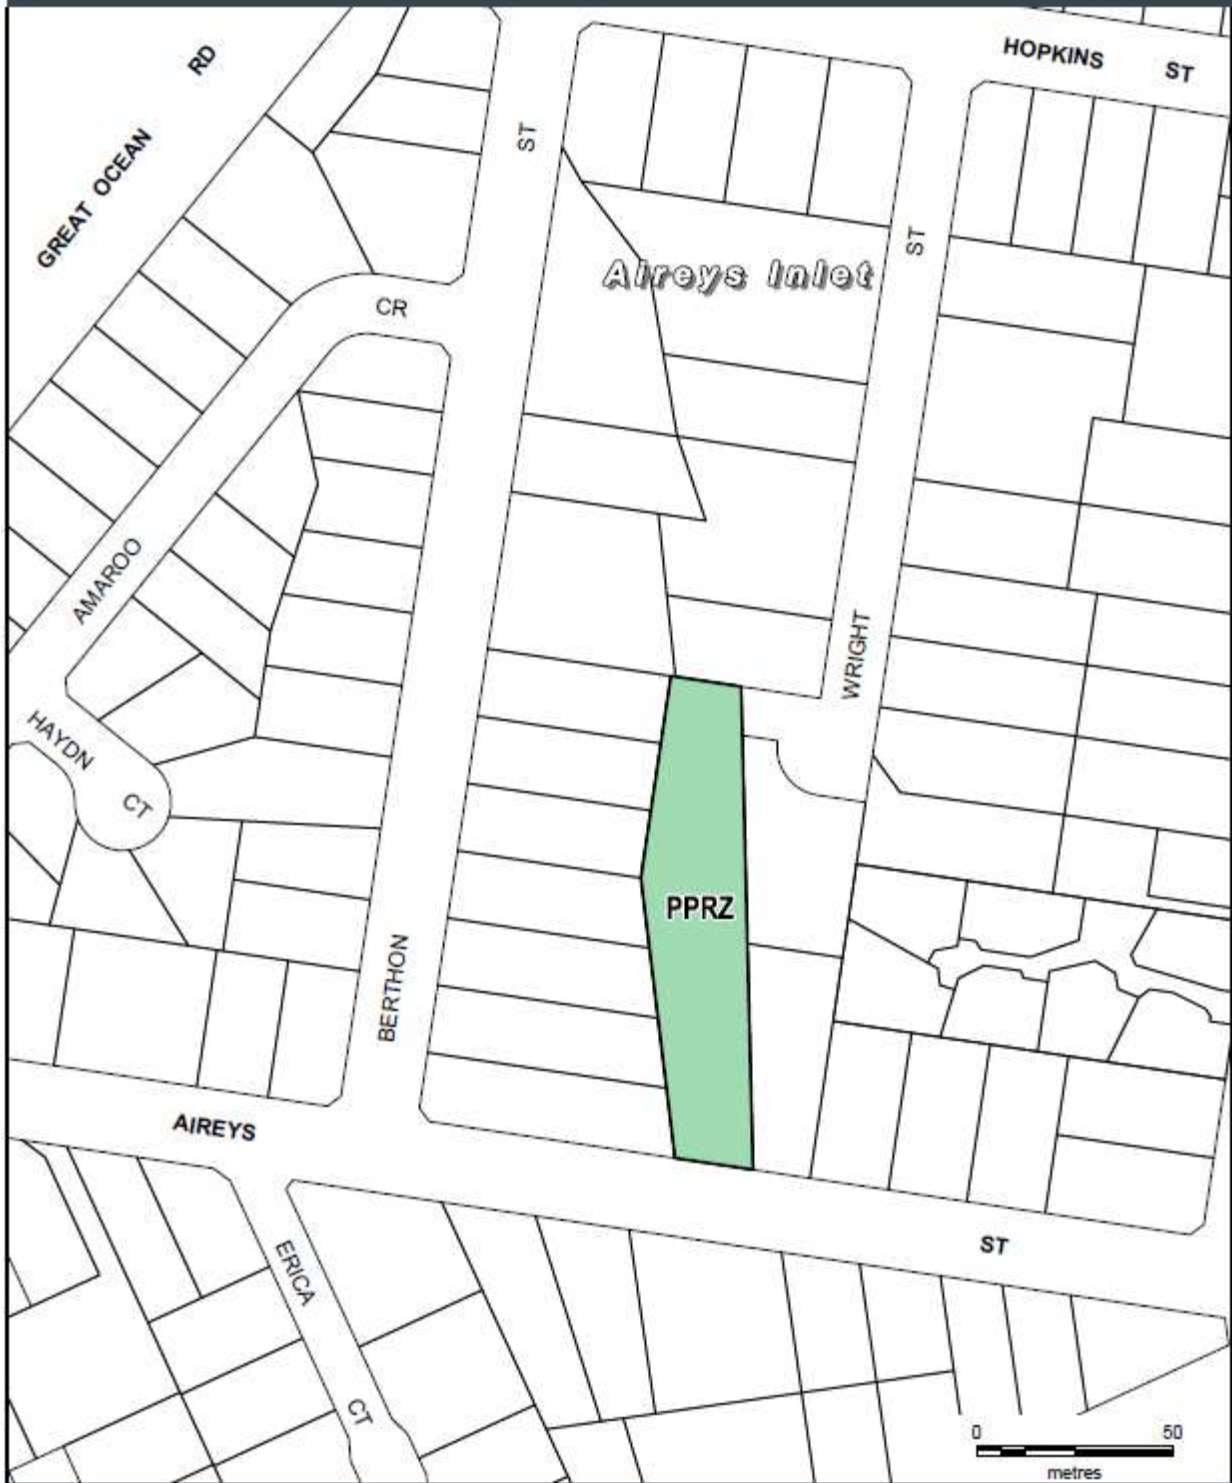 HOPKINS ST
GREAT OCEAN RD
ST
ST
Aireys Inlet
CR
AMAROO
WRIGHT
HAYDN
CT
PPRZ
BERTHON
AIREYS
ST
ERICA
CT
0 50
metres